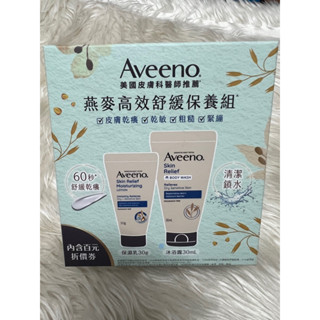 Aveeno®
美國皮膚科醫師推薦
燕麥高效舒緩保養組
皮膚乾癢 乾敏 粗糙 緊繃
60秒
舒緩乾癢
清潔
鎖水
Aveeno.
Skin Relief
Moisturizing
Aveeno.
Skin
Relief
BODY WASH
內含百元
折價券
保濕乳30g
沐浴露30mL